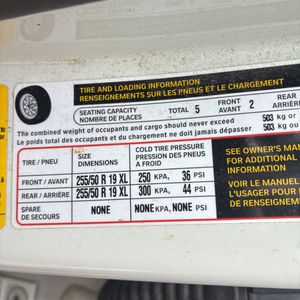 TIRE AND LOADING INFORMATION
RENSEIGNEMENTS SUR LES PNEUS ET LE CHARGEMENT
SEATING CAPACITY
NOMBRE DE PLACES
TOTAL 5
FRONT
AVANT 2
REAR
ARRIÈRE
The combined weight of occupants and cargo should never exceed 503 kg or
Le poids total des occupants et du chargement ne doit jamais dépasser 503 kg ou
TIRE / PNEU
SIZE
DIMENSIONS
COLD TIRE PRESSURE
PRESSION DES PNEUS
A FROID
FRONT / AVANT 255/50 R 19 XL 250 KPA, 36 PSI
REAR / ARRIÈRE 255/50 R 19 XL 300 KPA, 44 PSI
SPARE
DE SECOURS
NONE NONE KPA, NONE PSI
SEE OWNER'S MA
FOR ADDITIONAL
INFORMATION
VOIR LE MANUEL
L'USAGER POUR
DE RENSEIGNEM